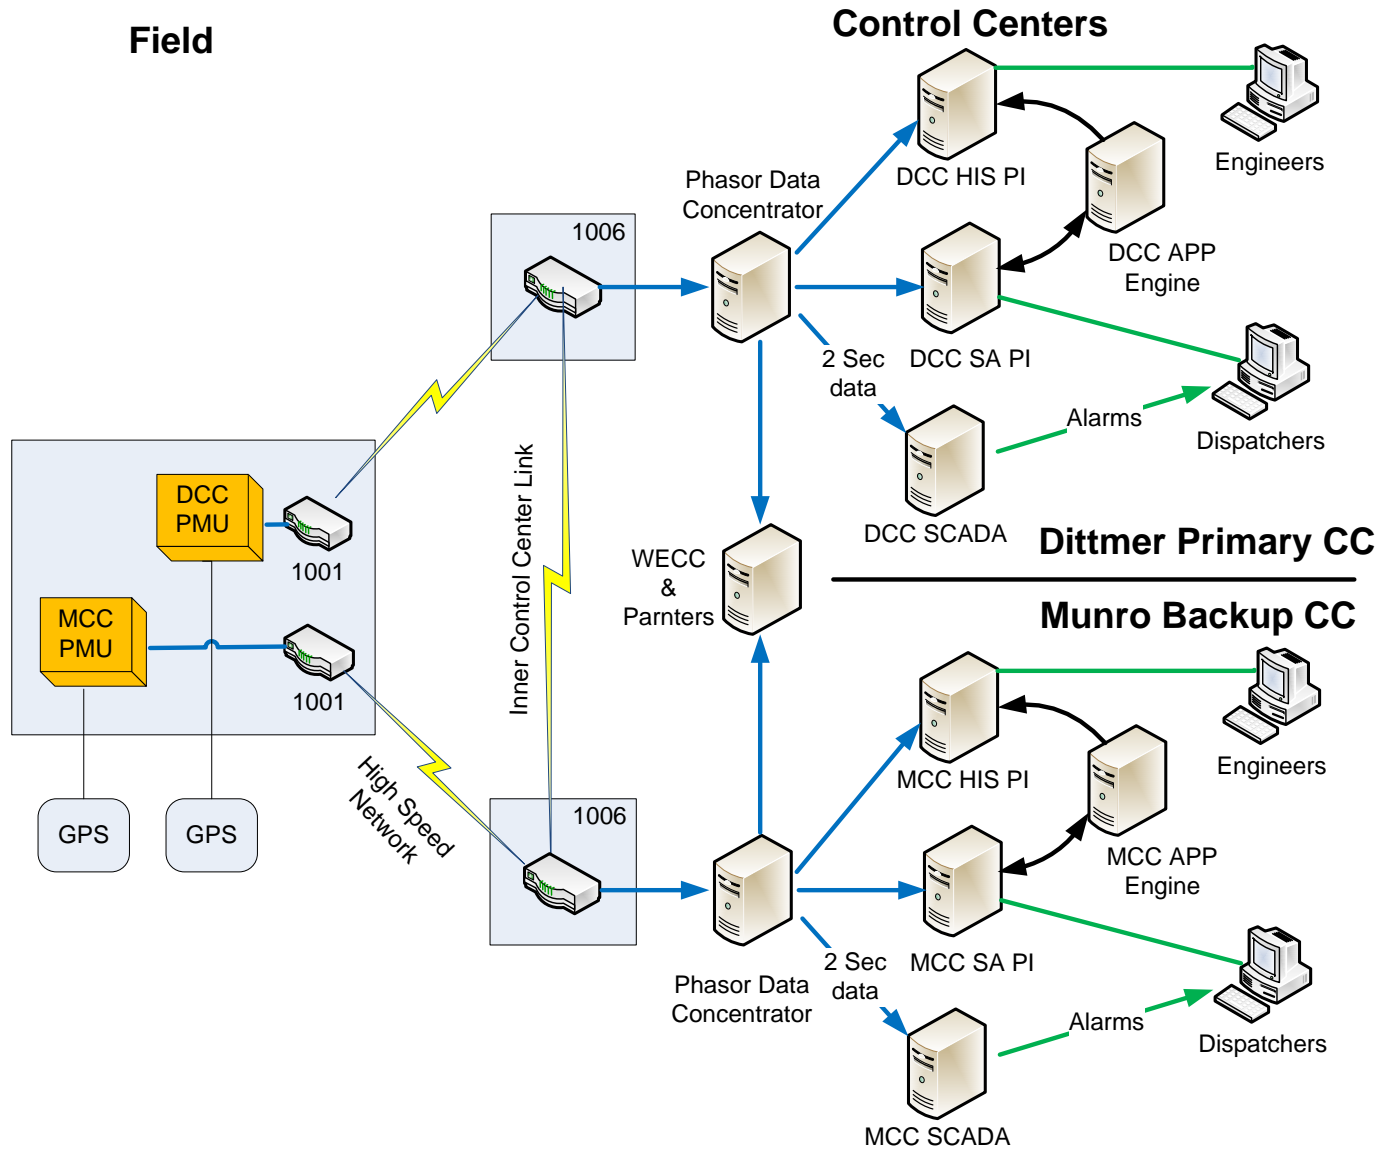 Field
Control Centers
DCC HIS PI
Engineers
Phasor Data
Concentrator
1006
DCC APP
Engine
DCC SA PI
2 Sec
data
Alarms
Dispatchers
DCC SCADA
Dittmer Primary CC
DCC
PMU
1001
MCC
PMU
1001
Inner Control Center Link
WECC
&
Parnters
Munro Backup CC
GPS
GPS
High Speed
Network
1006
MCC HIS PI
Engineers
MCC APP
Engine
MCC SA PI
Phasor Data
Concentrator
2 Sec
data
Alarms
Dispatchers
MCC SCADA